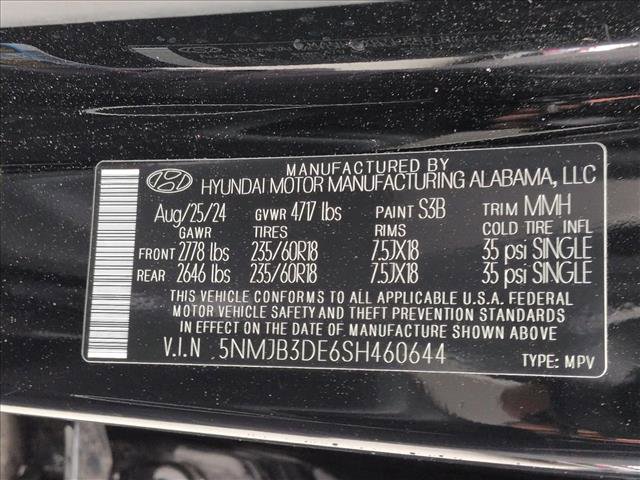 MANUFACTURED BY
HYUNDAI MOTOR MANUFACTURING ALABAMA, LLC
Aug/25/24 GVWR 4717 lbs PAINT S3B TRIM MMH
GAWR TIRES RIMS COLD TIRE INFL
FRONT 2778 lbs 235/60R18 7.5JX18 35 psi SINGLE
REAR 2646 lbs 235/60R18 7.5JX18 35 psi SINGLE
THIS VEHICLE CONFORMS TO ALL APPLICABLE U.S.A. FEDERAL
MOTOR VEHICLE SAFETY AND THEFT PREVENTION STANDARDS
IN EFFECT ON THE DATE OF MANUFACTURE SHOWN ABOVE
V.I.N 5NMJB3DE6SH460644 TYPE: MPV